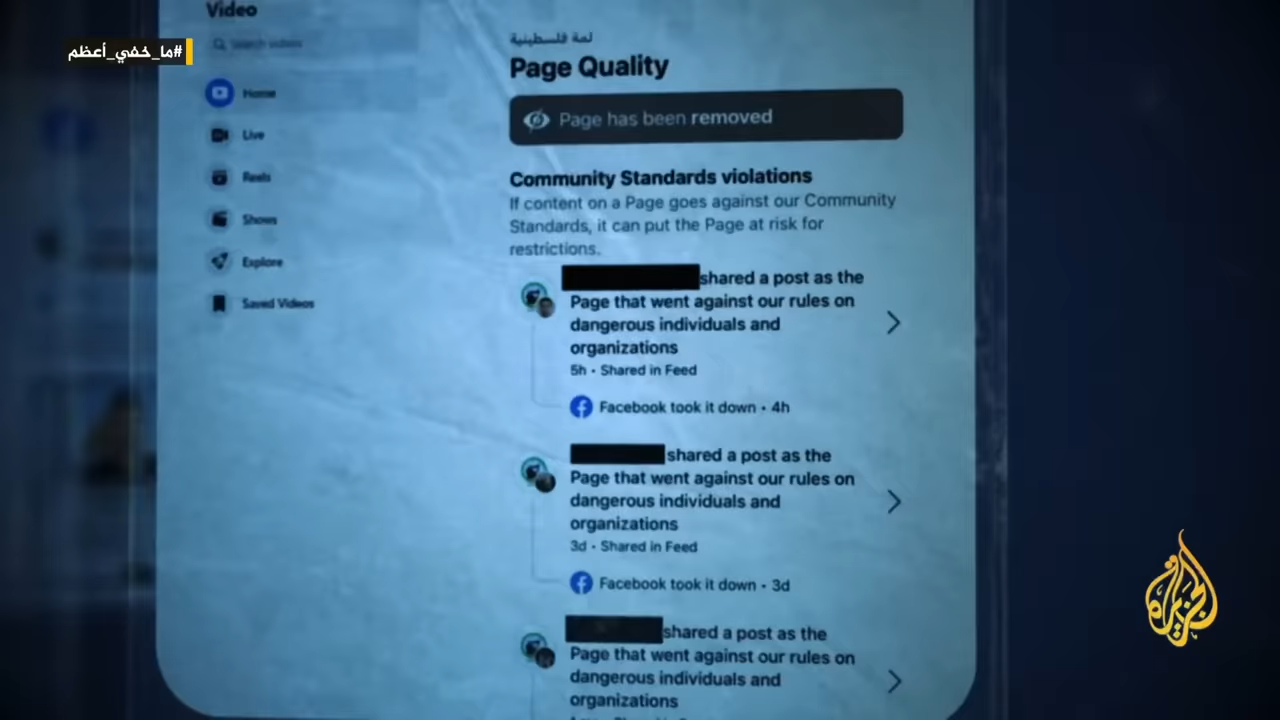 #ما_خفي_أعظم
Video
Search videos
Home
Live
Reels
Shows
Explore
Saved Videos
لمة فلسطينية
Page Quality
Page has been removed
Community Standards violations
If content on a Page goes against our Community
Standards, it can put the Page at risk for
restrictions.
shared a post as the
Page that went against our rules on
dangerous individuals and
organizations
5h • Shared in Feed
Facebook took it down • 4h
shared a post as the
Page that went against our rules on
dangerous individuals and
organizations
3d • Shared in Feed
Facebook took it down • 3d
shared a post as the
Page that went against our rules on
dangerous individuals and
organizations
الجزيرة